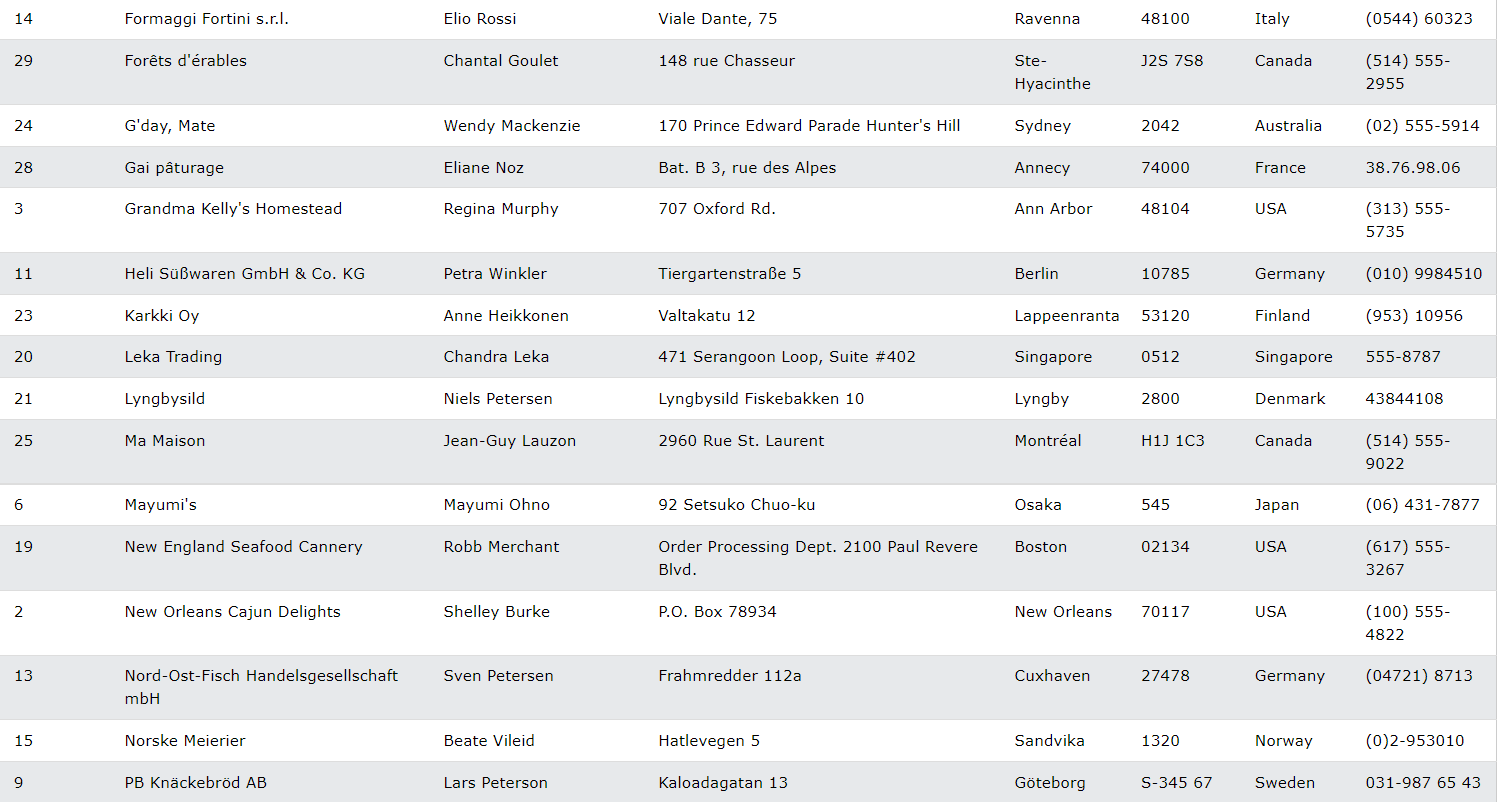 14 Formaggi Fortini s.r.l. Elio Rossi Viale Dante, 75 Ravenna 48100 Italy (0544) 60323
29 Forêts d'érables Chantal Goulet 148 rue Chasseur Ste- J2S 7S8 Canada (514) 555-
Hyacinthe 2955
24 G'day, Mate Wendy Mackenzie 170 Prince Edward Parade Hunter's Hill Sydney 2042 Australia (02) 555-5914
28 Gai pâturage Eliane Noz Bat. B 3, rue des Alpes Annecy 74000 France 38.76.98.06
3 Grandma Kelly's Homestead Regina Murphy 707 Oxford Rd. Ann Arbor 48104 USA (313) 555-
5735
11 Heli Süßwaren GmbH & Co. KG Petra Winkler Tiergartenstraße 5 Berlin 10785 Germany (010) 9984510
23 Karkki Oy Anne Heikkonen Valtakatu 12 Lappeenranta 53120 Finland (953) 10956
20 Leka Trading Chandra Leka 471 Serangoon Loop, Suite #402 Singapore 0512 Singapore 555-8787
21 Lyngbysild Niels Petersen Lyngbysild Fiskebakken 10 Lyngby 2800 Denmark 43844108
25 Ma Maison Jean-Guy Lauzon 2960 Rue St. Laurent Montréal H1J 1C3 Canada (514) 555-
9022
6 Mayumi's Mayumi Ohno 92 Setsuko Chuo-ku Osaka 545 Japan (06) 431-7877
19 New England Seafood Cannery Robb Merchant Order Processing Dept. 2100 Paul Revere Boston 02134 USA (617) 555-
Blvd. 3267
2 New Orleans Cajun Delights Shelley Burke P.O. Box 78934 New Orleans 70117 USA (100) 555-
4822
13 Nord-Ost-Fisch Handelsgesellschaft Sven Petersen Frahmredder 112a Cuxhaven 27478 Germany (04721) 8713
mbH
15 Norske Meierier Beate Vileid Hatlevegen 5 Sandvika 1320 Norway (0)2-953010
9 PB Knäckebröd AB Lars Peterson Kaloadagatan 13 Göteborg S-345 67 Sweden 031-987 65 43